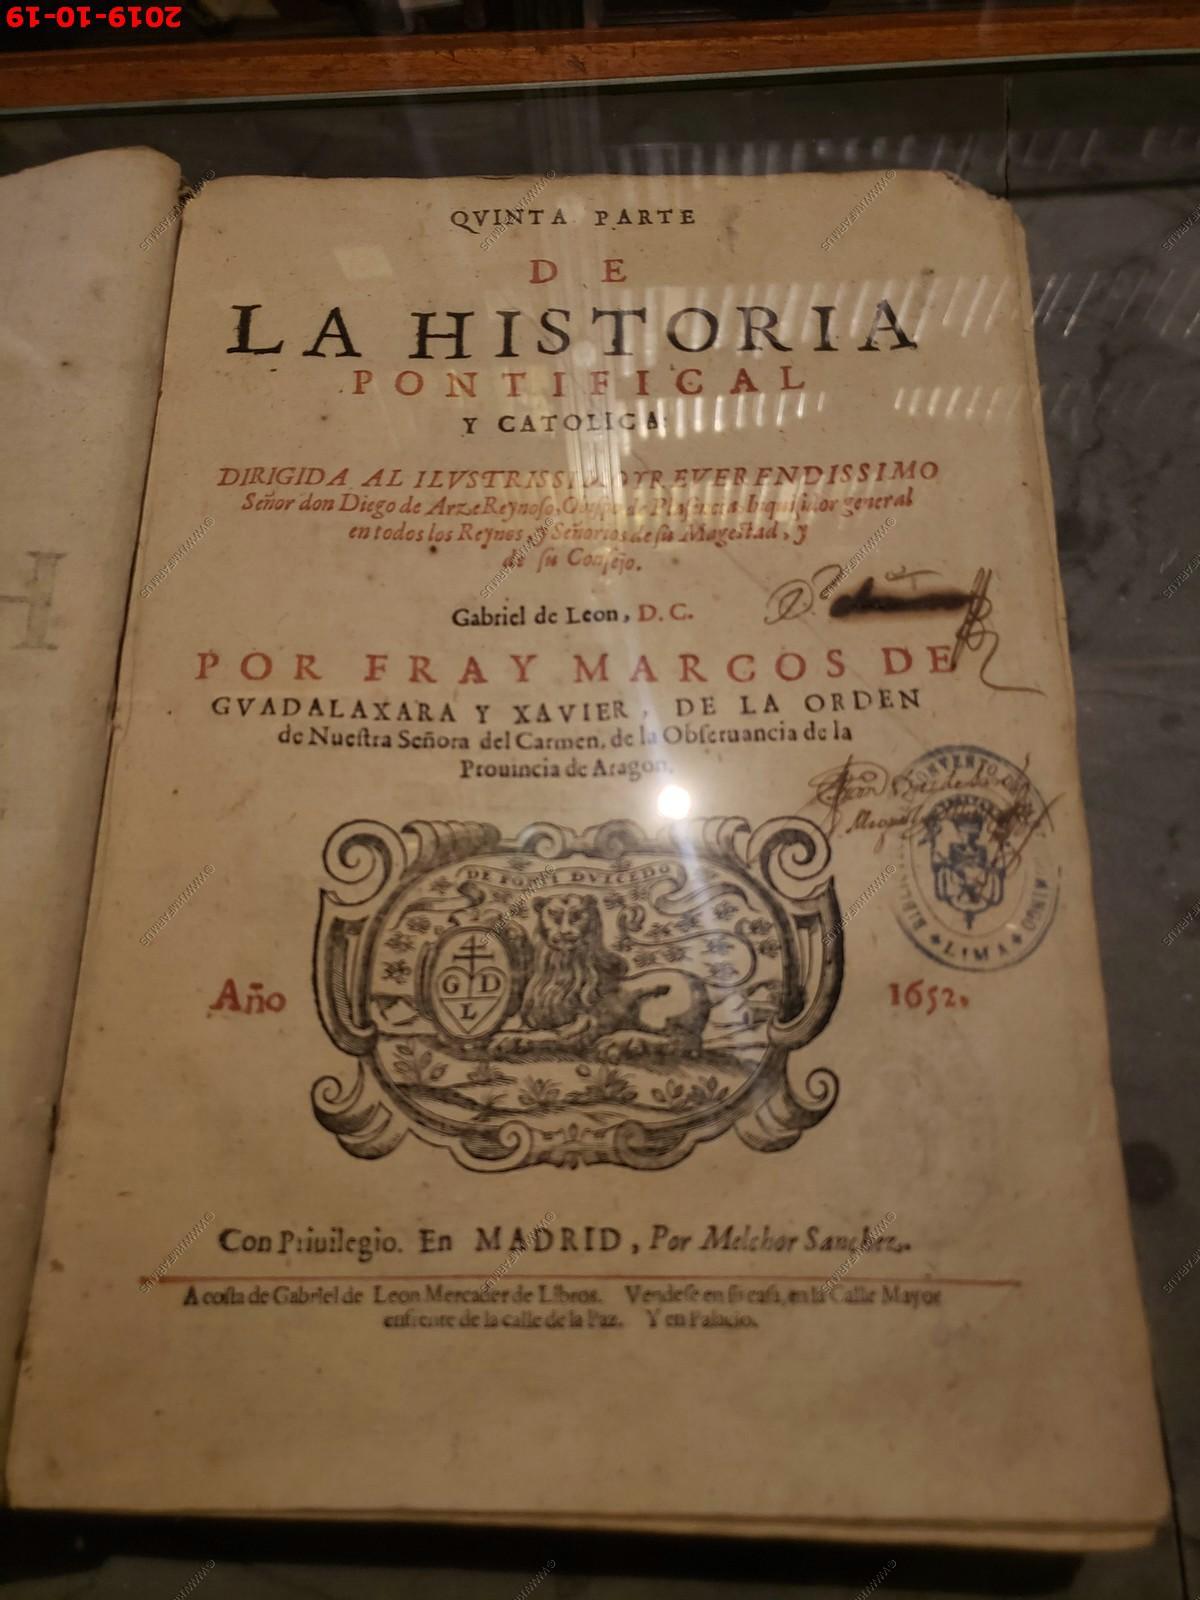 2019-10-19
QVINTA PARTE
DE
LA HISTORIA
PONTIFICAL
Y CATOLICA:
DIRIGIDA AL ILVSTRISSIMO Y REVERENDISSIMO
Señor don Diego de Arze Reynoso, Obispo de Plasencia, Inquisidor general
en todos los Reynos, y Señorios de su Magestad, y
de su Consejo.
Gabriel de Leon, D. C.
POR FRAY MARCOS DE
GVADALAXARA Y XAVIER, DE LA ORDEN
de Nuestra Señora del Carmen, de la Obseruancia de la
Prouincia de Aragon.
CONVENTO
BIBLIO
LIMA
DE FORTI DVLCEDO
G D
L
Año 1652.
Con Priuilegio. En MADRID, Por Melchor Sanchez.
A costa de Gabriel de Leon Mercader de Libros. Vendese en su casa, en la Calle Mayor
enfrente de la calle de la Paz. Y en Palacio.